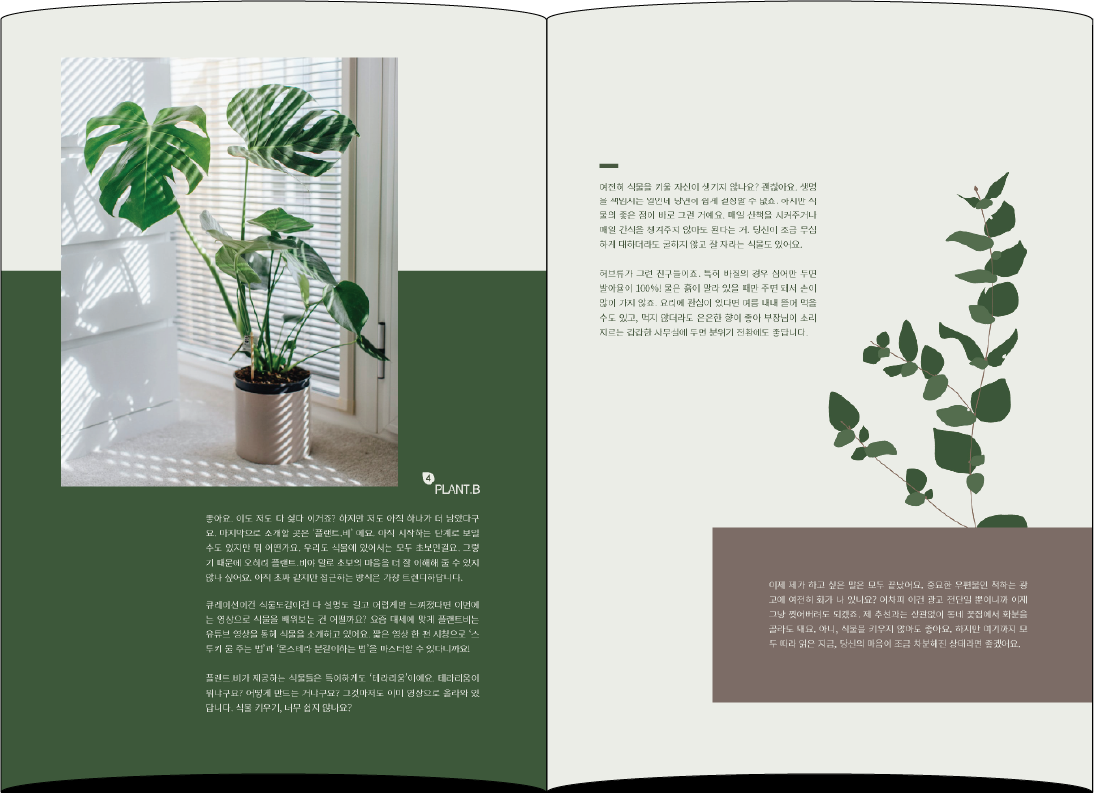 4
PLANT.B
좋아요. 이도 저도 다 싫다 이거죠? 하지만 저도 아직 하나가 더 남았다구
요. 마지막으로 소개할 곳은 ‘플랜트.비’ 예요. 아직 시작하는 단계로 보일
수도 있지만 뭐 어떤가요. 우리도 식물에 있어서는 모두 초보인걸요. 그렇
기 때문에 오히려 플랜트.비야 말로 초보의 마음을 더 잘 이해해 줄 수 있지
않나 싶어요. 아직 초짜 같지만 접근하는 방식은 가장 트렌디하답니다.
큐레이션이건 식물도감이건 다 설명도 길고 어렵게만 느껴졌다면 이번에
는 영상으로 식물을 배워보는 건 어떨까요? 요즘 대세에 맞게 플랜트비는
유튜브 영상을 통해 식물을 소개하고 있어요. 짧은 영상 한 편 시청으로 ‘스
투키 물 주는 법’과 ‘몬스테라 분갈이하는 법’을 마스터할 수 있다니까요!
플랜트.비가 제공하는 식물들은 특이하게도 ‘테라리움’이에요. 테라리움이
뭐냐구요? 어떻게 만드는 거냐구요? 그것마저도 이미 영상으로 올라와 있
답니다. 식물 키우기, 너무 쉽지 않나요?
여전히 식물을 키울 자신이 생기지 않나요? 괜찮아요. 생명
을 책임지는 일인데 당연히 쉽게 결정할 수 없죠. 하지만 식
물의 좋은 점이 바로 그런 거예요. 매일 산책을 시켜주거나
매일 간식을 챙겨주지 않아도 된다는 거. 당신이 조금 무심
하게 대하더라도 굴하지 않고 잘 자라는 식물도 있어요.
허브류가 그런 친구들이죠. 특히 바질의 경우 심어만 두면
발아율이 100%! 물은 흙이 말라 있을 때만 주면 돼서 손이
많이 가지 않죠. 요리에 관심이 있다면 여름 내내 뜯어 먹을
수도 있고, 먹지 않더라도 은은한 향이 좋아 부장님이 소리
지르는 갑갑한 사무실에 두면 분위기 전환에도 좋답니다.
이제 제가 하고 싶은 말은 모두 끝났어요. 중요한 우편물인 척하는 광
고에 여전히 화가 나 있나요? 어차피 이건 광고 전단일 뿐이니까 이제
그냥 찢어버려도 되겠죠. 제 추천과는 상관없이 동네 꽃집에서 화분을
골라도 돼요. 아니, 식물을 키우지 않아도 좋아요. 하지만 여기까지 모
두 따라 읽은 지금, 당신의 마음이 조금 차분해진 상태라면 좋겠어요.